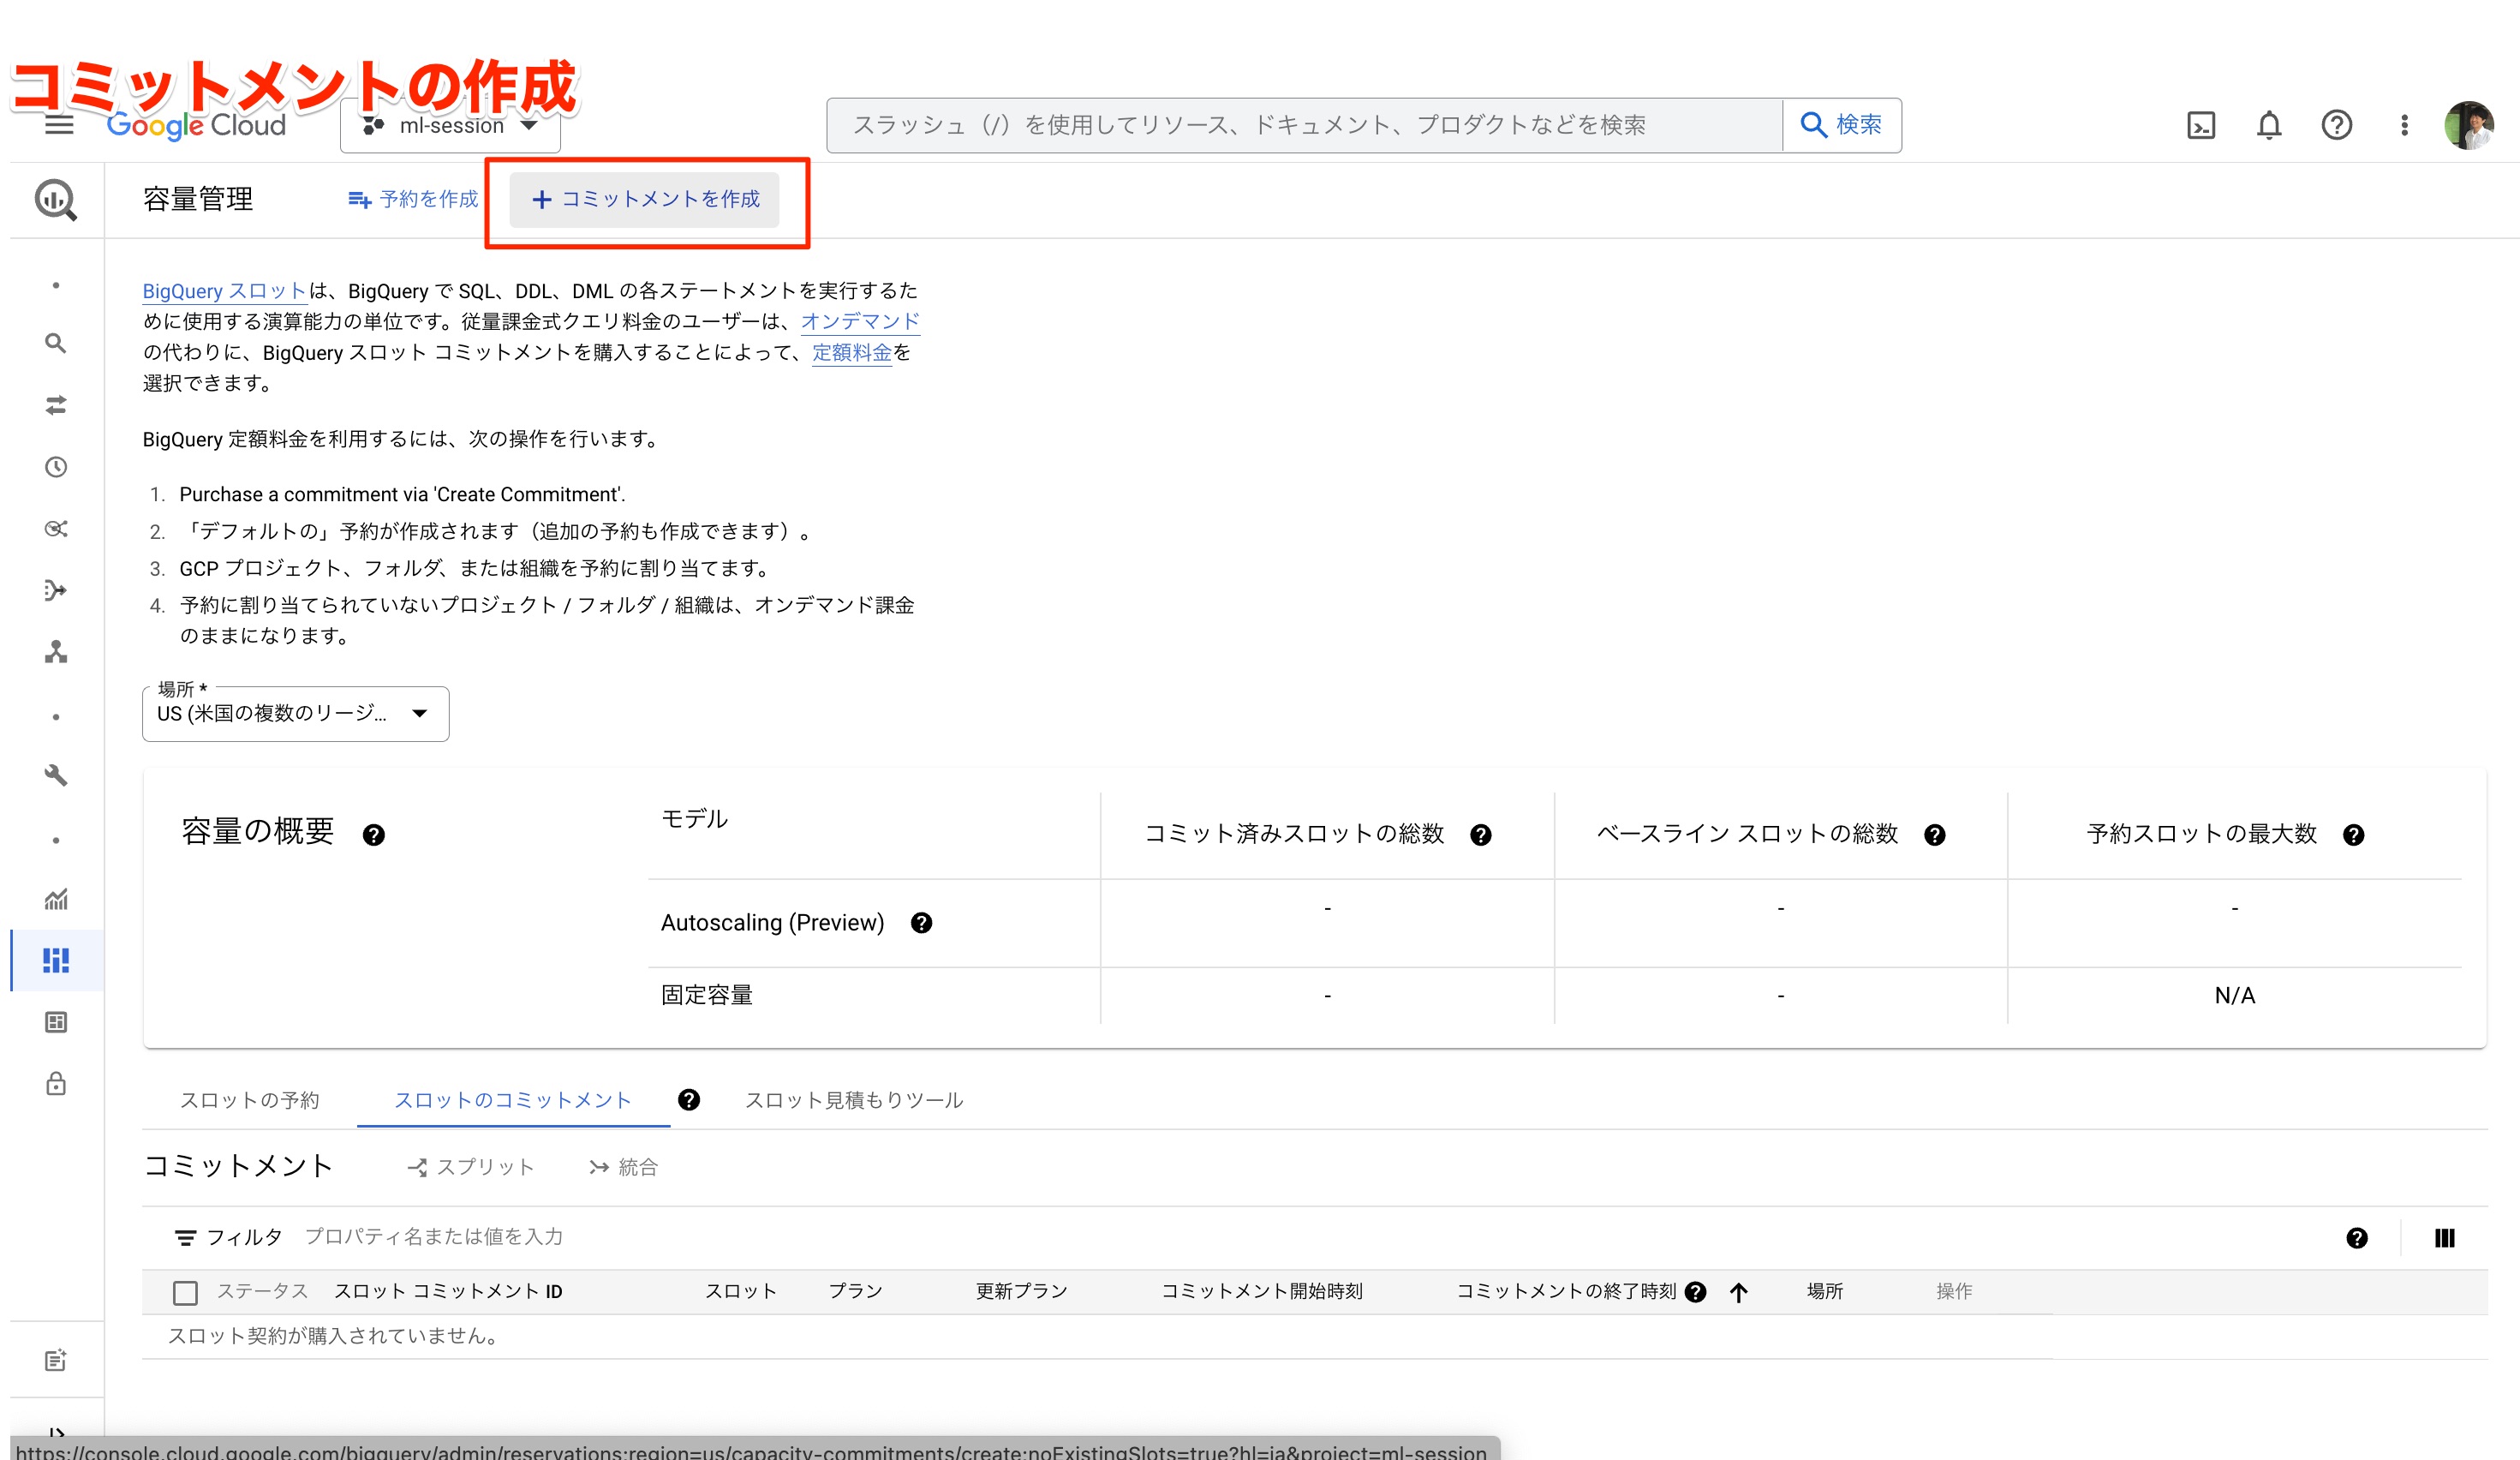 コミットメントの作成
Google Cloud
ml-session
スラッシュ（/）を使用してリソース、ドキュメント、プロダクトなどを検索
検索
容量管理
予約を作成
コミットメントを作成
BigQuery スロットは、BigQuery で SQL、DDL、DML の各ステートメントを実行するた
めに使用する演算能力の単位です。従量課金式クエリ料金のユーザーは、オンデマンド
の代わりに、BigQuery スロット コミットメントを購入することによって、定額料金を
選択できます。
BigQuery 定額料金を利用するには、次の操作を行います。
1. Purchase a commitment via 'Create Commitment'.
2. 「デフォルトの」予約が作成されます（追加の予約も作成できます）。
3. GCP プロジェクト、フォルダ、または組織を予約に割り当てます。
4. 予約に割り当てられていないプロジェクト / フォルダ / 組織は、オンデマンド課金
のままになります。
場所 *
US (米国の複数のリージ...
容量の概要
モデル
コミット済みスロットの総数
ベースライン スロットの総数
予約スロットの最大数
Autoscaling (Preview)
-
-
-
固定容量
-
-
N/A
スロットの予約
スロットのコミットメント
スロット見積もりツール
コミットメント
スプリット
統合
フィルタ
プロパティ名または値を入力
ステータス
スロット コミットメント ID
スロット
プラン
更新プラン
コミットメント開始時刻
コミットメントの終了時刻
場所
操作
スロット契約が購入されていません。
https://console.cloud.google.com/bigquery/admin/reservations;region=us/capacity-commitments/create;noExistingSlots=true?hl=ja&project=ml-session